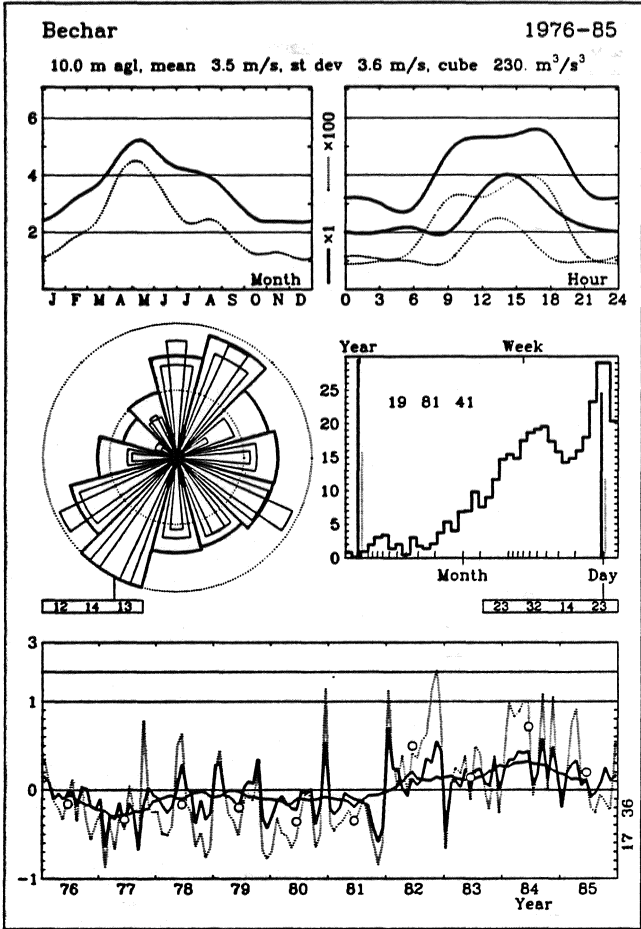 Bechar 1976-85
10.0 m agl, mean 3.5 m/s, st dev 3.6 m/s, cube 230. m³/s³
6
4
2
J F M A M J J A S O N D
Month
×1 ×100
0 3 6 9 12 15 18 21 24
Hour
Year Week
25
20
15
10
5
0
19 81 41
Month Day
12 14 13
23 32 14 23
3
1
0
-1
76 77 78 79 80 81 82 83 84 85
Year
17 36